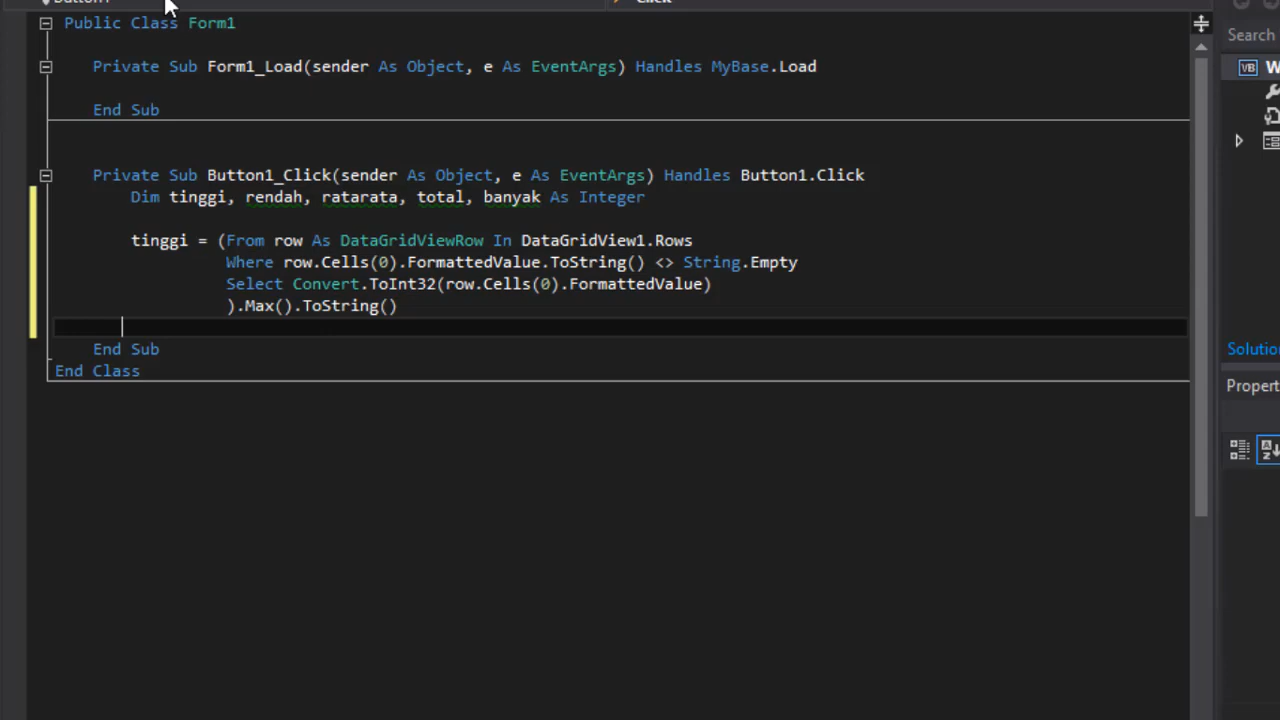 Click
Public Class Form1
Private Sub Form1_Load(sender As Object, e As EventArgs) Handles MyBase.Load
End Sub
Private Sub Button1_Click(sender As Object, e As EventArgs) Handles Button1.Click
Dim tinggi, rendah, ratarata, total, banyak As Integer
tinggi = (From row As DataGridViewRow In DataGridView1.Rows
Where row.Cells(0).FormattedValue.ToString() <> String.Empty
Select Convert.ToInt32(row.Cells(0).FormattedValue)
).Max().ToString()
End Sub
End Class
Search
VB W
Solutio
Propert